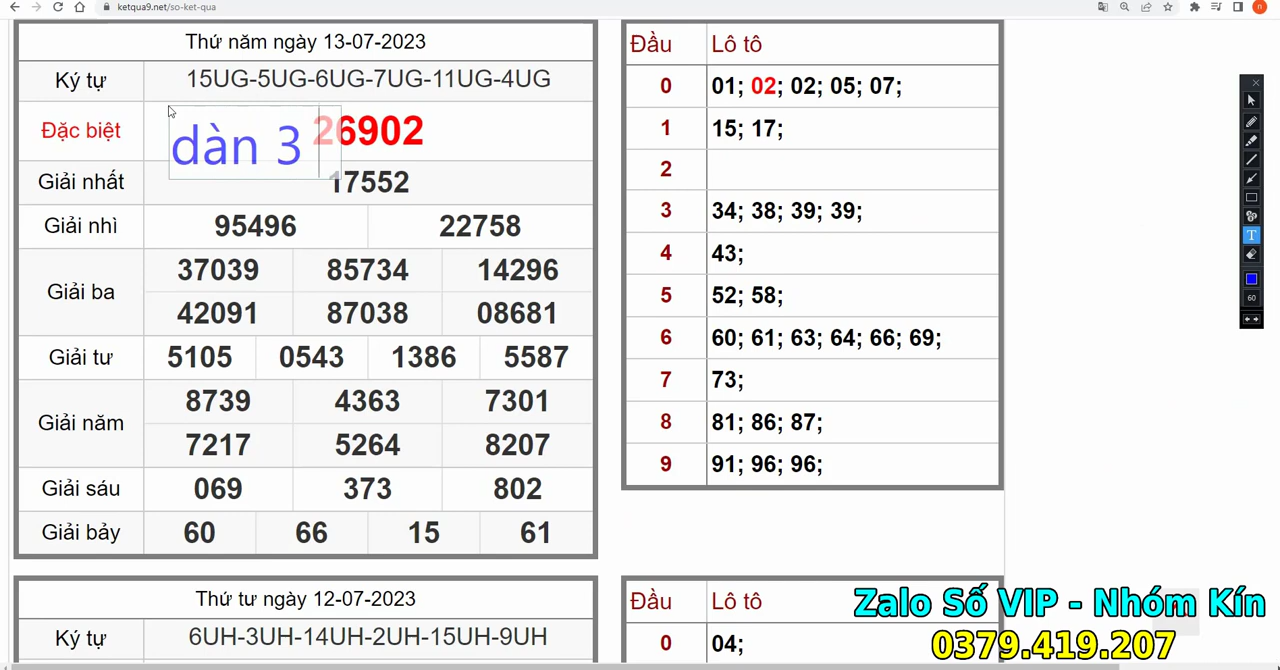 ketqua9.net/so-ket-qua
Thứ năm ngày 13-07-2023
Ký tự 15UG-5UG-6UG-7UG-11UG-4UG
Đặc biệt 26902
dàn 3
Giải nhất 17552
Giải nhì 95496 22758
Giải ba 37039 85734 14296
42091 87038 08681
Giải tư 5105 0543 1386 5587
Giải năm 8739 4363 7301
7217 5264 8207
Giải sáu 069 373 802
Giải bảy 60 66 15 61
Đầu Lô tô
0 01; 02; 02; 05; 07;
1 15; 17;
2
3 34; 38; 39; 39;
4 43;
5 52; 58;
6 60; 61; 63; 64; 66; 69;
7 73;
8 81; 86; 87;
9 91; 96; 96;
Thứ tư ngày 12-07-2023
Ký tự 6UH-3UH-14UH-2UH-15UH-9UH
Đầu Lô tô
0 04;
Zalo Số VIP - Nhóm Kín
0379.419.207
T
60
n